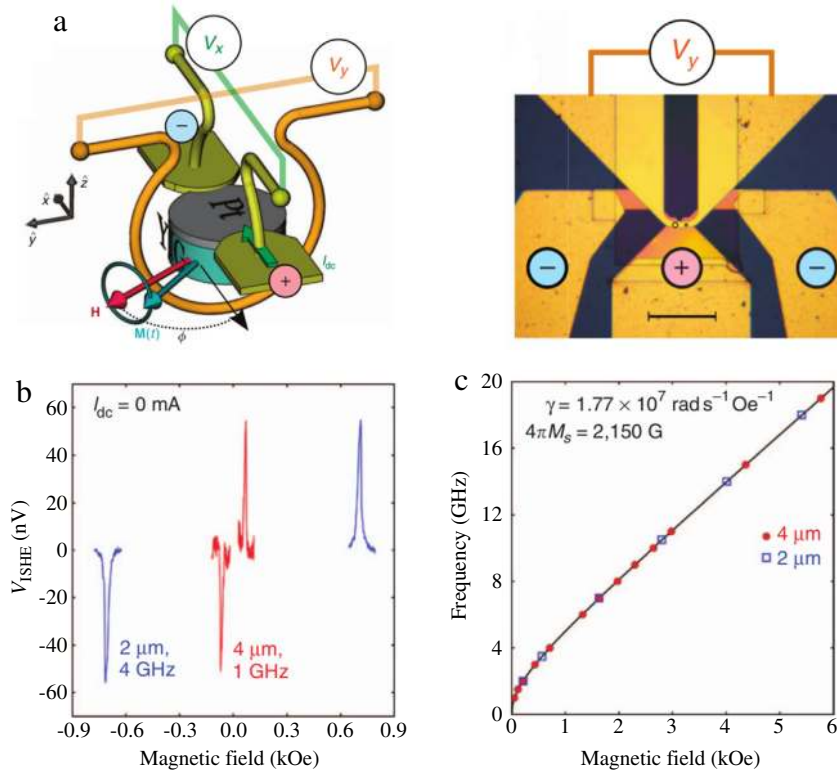 a
V_x
V_y
−
ẑ
x̂
ŷ
I_dc
+
H
M(t)
ϕ
V_y
−
+
−
b
I_dc = 0 mA
V_ISHE (nV)
60
40
20
0
-20
-40
-60
2 μm,
4 GHz
4 μm,
1 GHz
-0.9
-0.6
-0.3
0.0
0.3
0.6
0.9
Magnetic field (kOe)
c
γ = 1.77 × 10⁷ rad s⁻¹ Oe⁻¹
4πM_s = 2,150 G
Frequency (GHz)
20
16
12
8
4
0
4 μm
2 μm
0
1
2
3
4
5
6
Magnetic field (kOe)